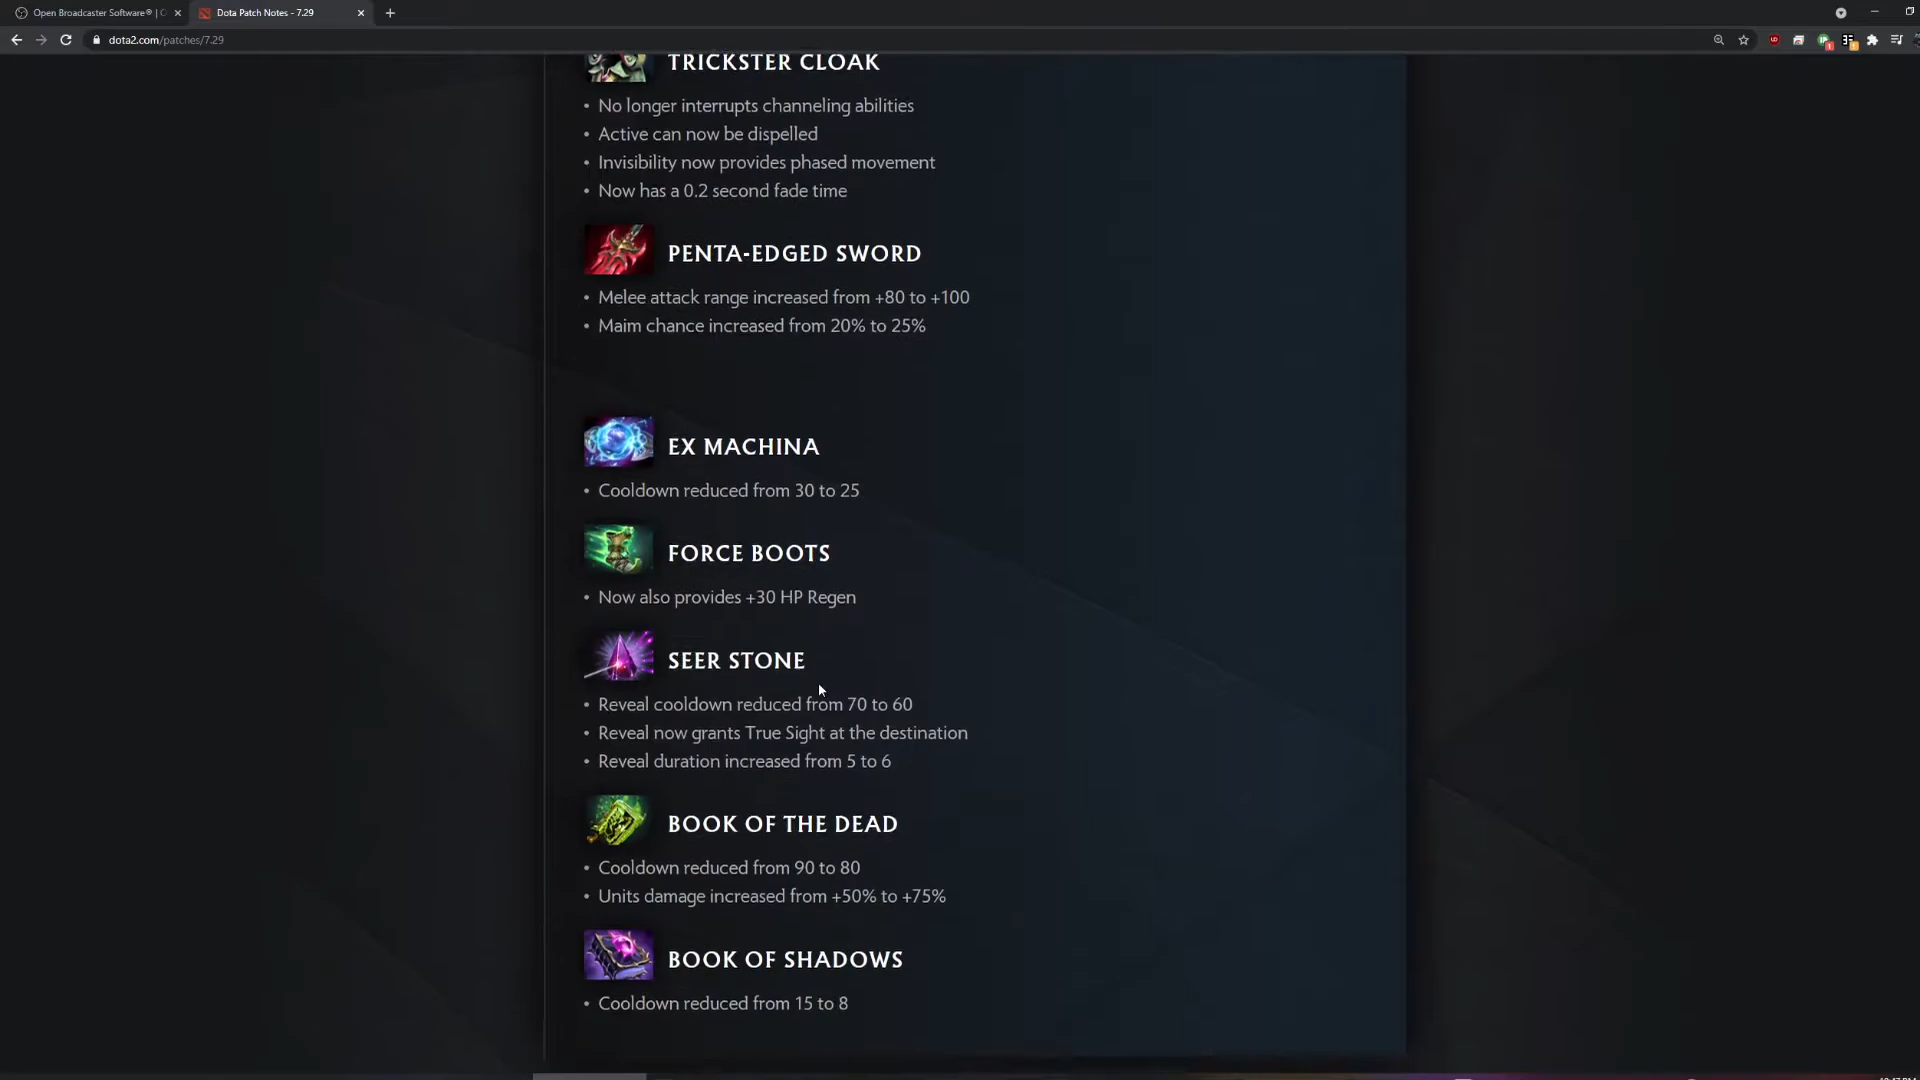 Open Broadcaster Software® |
Dota Patch Notes - 7.29
dota2.com/patches/7.29
TRICKSTER CLOAK
• No longer interrupts channeling abilities
• Active can now be dispelled
• Invisibility now provides phased movement
• Now has a 0.2 second fade time
PENTA-EDGED SWORD
• Melee attack range increased from +80 to +100
• Maim chance increased from 20% to 25%
EX MACHINA
• Cooldown reduced from 30 to 25
FORCE BOOTS
• Now also provides +30 HP Regen
SEER STONE
• Reveal cooldown reduced from 70 to 60
• Reveal now grants True Sight at the destination
• Reveal duration increased from 5 to 6
BOOK OF THE DEAD
• Cooldown reduced from 90 to 80
• Units damage increased from +50% to +75%
BOOK OF SHADOWS
• Cooldown reduced from 15 to 8